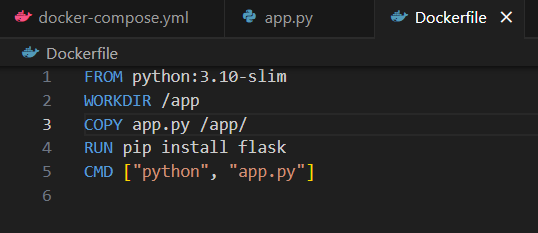 docker-compose.yml app.py Dockerfile
Dockerfile
1 FROM python:3.10-slim
2 WORKDIR /app
3 COPY app.py /app/
4 RUN pip install flask
5 CMD ["python", "app.py"]
6